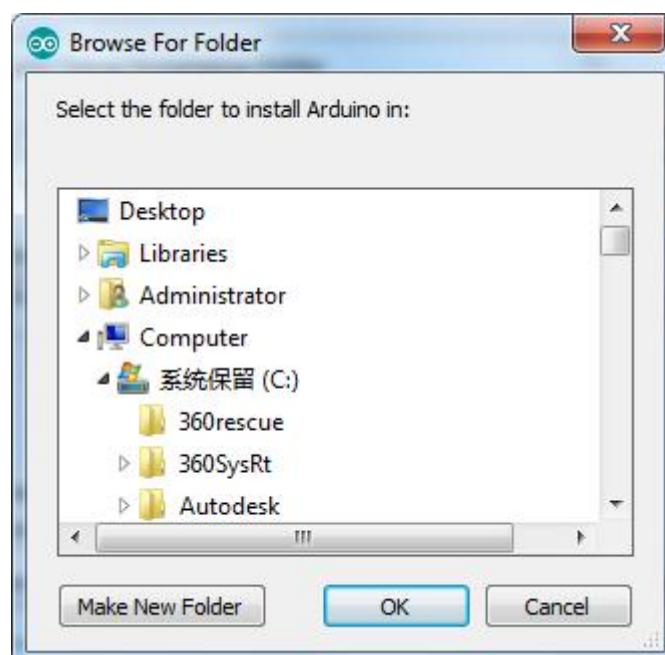 Browse For Folder
Select the folder to install Arduino in:
Desktop
Libraries
Administrator
Computer
系统保留 (C:)
360rescue
360SysRt
Autodesk
Make New Folder
OK
Cancel